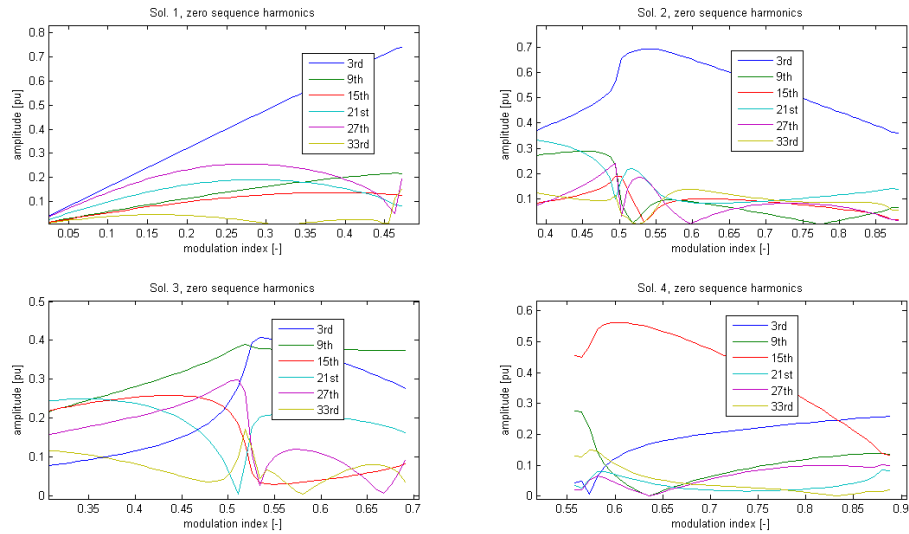 Sol. 1, zero sequence harmonics
0.8
0.7
0.6
0.5
0.4
0.3
0.2
0.1
amplitude [pu]
3rd
9th
15th
21st
27th
33rd
0.05 0.1 0.15 0.2 0.25 0.3 0.35 0.4 0.45
modulation index [-]
Sol. 2, zero sequence harmonics
0.7
0.6
0.5
0.4
0.3
0.2
0.1
0
amplitude [pu]
3rd
9th
15th
21st
27th
33rd
0.4 0.45 0.5 0.55 0.6 0.65 0.7 0.75 0.8 0.85
modulation index [-]
Sol. 3, zero sequence harmonics
0.5
0.4
0.3
0.2
0.1
0
amplitude [pu]
3rd
9th
15th
21st
27th
33rd
0.35 0.4 0.45 0.5 0.55 0.6 0.65 0.7
modulation index [-]
Sol. 4, zero sequence harmonics
0.6
0.5
0.4
0.3
0.2
0.1
0
amplitude [pu]
3rd
9th
15th
21st
27th
33rd
0.55 0.6 0.65 0.7 0.75 0.8 0.85 0.9
modulation index [-]